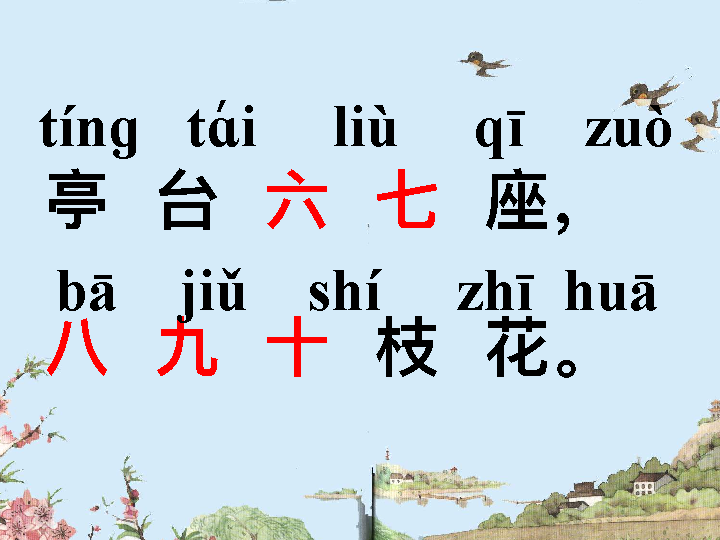 tíng tái liù qī zuò
亭台六七座，
bā jiǔ shí zhī huā
八九十枝花。